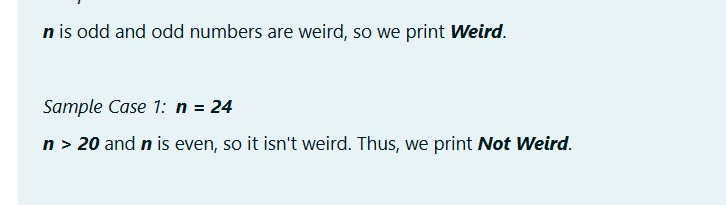 n is odd and odd numbers are weird, so we print Weird.
Sample Case 1: n = 24
n > 20 and n is even, so it isn't weird. Thus, we print Not Weird.